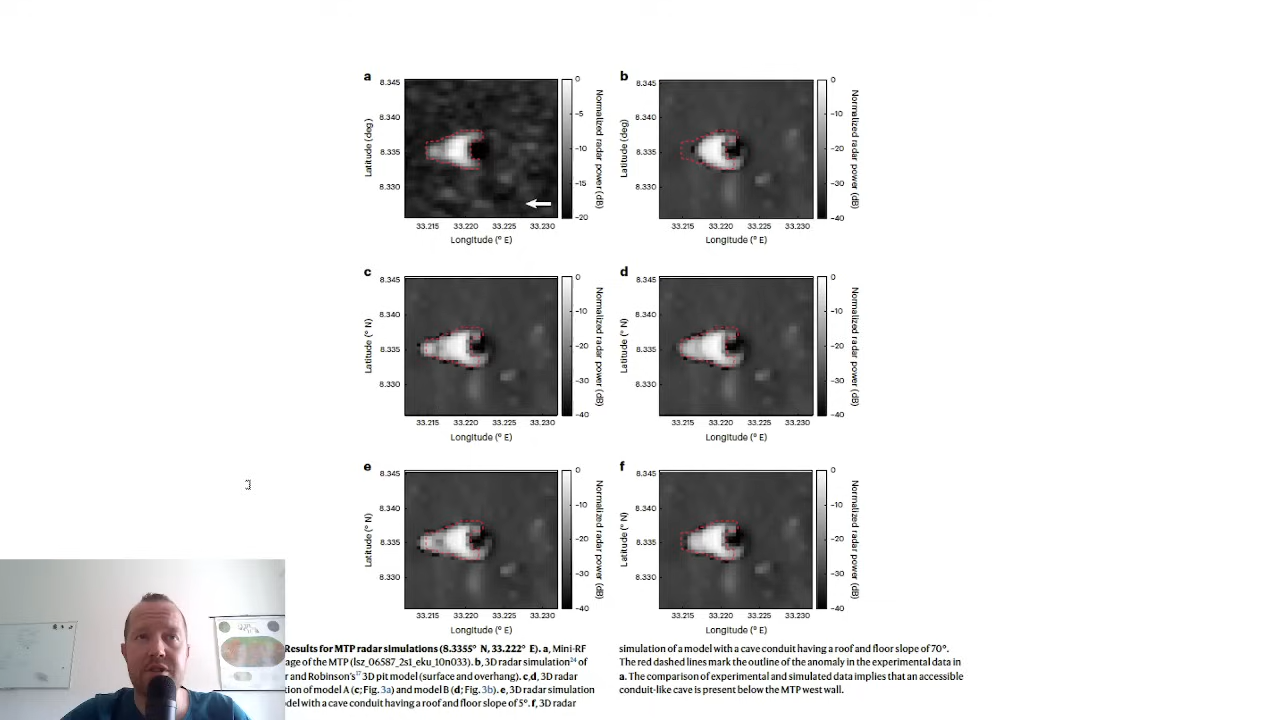 a
8.345
8.340
8.335
8.330
33.215
33.220
33.225
33.230
Longitude (° E)
Latitude (deg)
0
−5
−10
−15
−20
Normalized radar power (dB)
b
8.345
8.340
8.335
8.330
33.215
33.220
33.225
33.230
Longitude (° E)
Latitude (deg)
0
−10
−20
−30
−40
Normalized radar power (dB)
c
8.345
8.340
8.335
8.330
33.215
33.220
33.225
33.230
Longitude (° E)
Latitude (° N)
0
−10
−20
−30
−40
Normalized radar power (dB)
d
8.345
8.340
8.335
8.330
33.215
33.220
33.225
33.230
Longitude (° E)
Latitude (° N)
0
−10
−20
−30
−40
Normalized radar power (dB)
e
8.345
8.340
8.335
8.330
33.215
33.220
33.225
33.230
Longitude (° E)
Latitude (° N)
0
−10
−20
−30
−40
Normalized radar power (dB)
f
8.345
8.340
8.335
8.330
33.215
33.220
33.225
33.230
Longitude (° E)
Latitude (° N)
0
−10
−20
−30
−40
Normalized radar power (dB)
Results for MTP radar simulations (8.3355° N, 33.222° E). a, Mini-RF
age of the MTP (lsz_06587_2s1_eku_10n033). b, 3D radar simulation²⁴ of
r and Robinson's¹⁷ 3D pit model (surface and overhang). c,d, 3D radar
tion of model A (c; Fig. 3a) and model B (d; Fig. 3b). e, 3D radar simulation
del with a cave conduit having a roof and floor slope of 5°. f, 3D radar
simulation of a model with a cave conduit having a roof and floor slope of 70°.
The red dashed lines mark the outline of the anomaly in the experimental data in
a. The comparison of experimental and simulated data implies that an accessible
conduit-like cave is present below the MTP west wall.